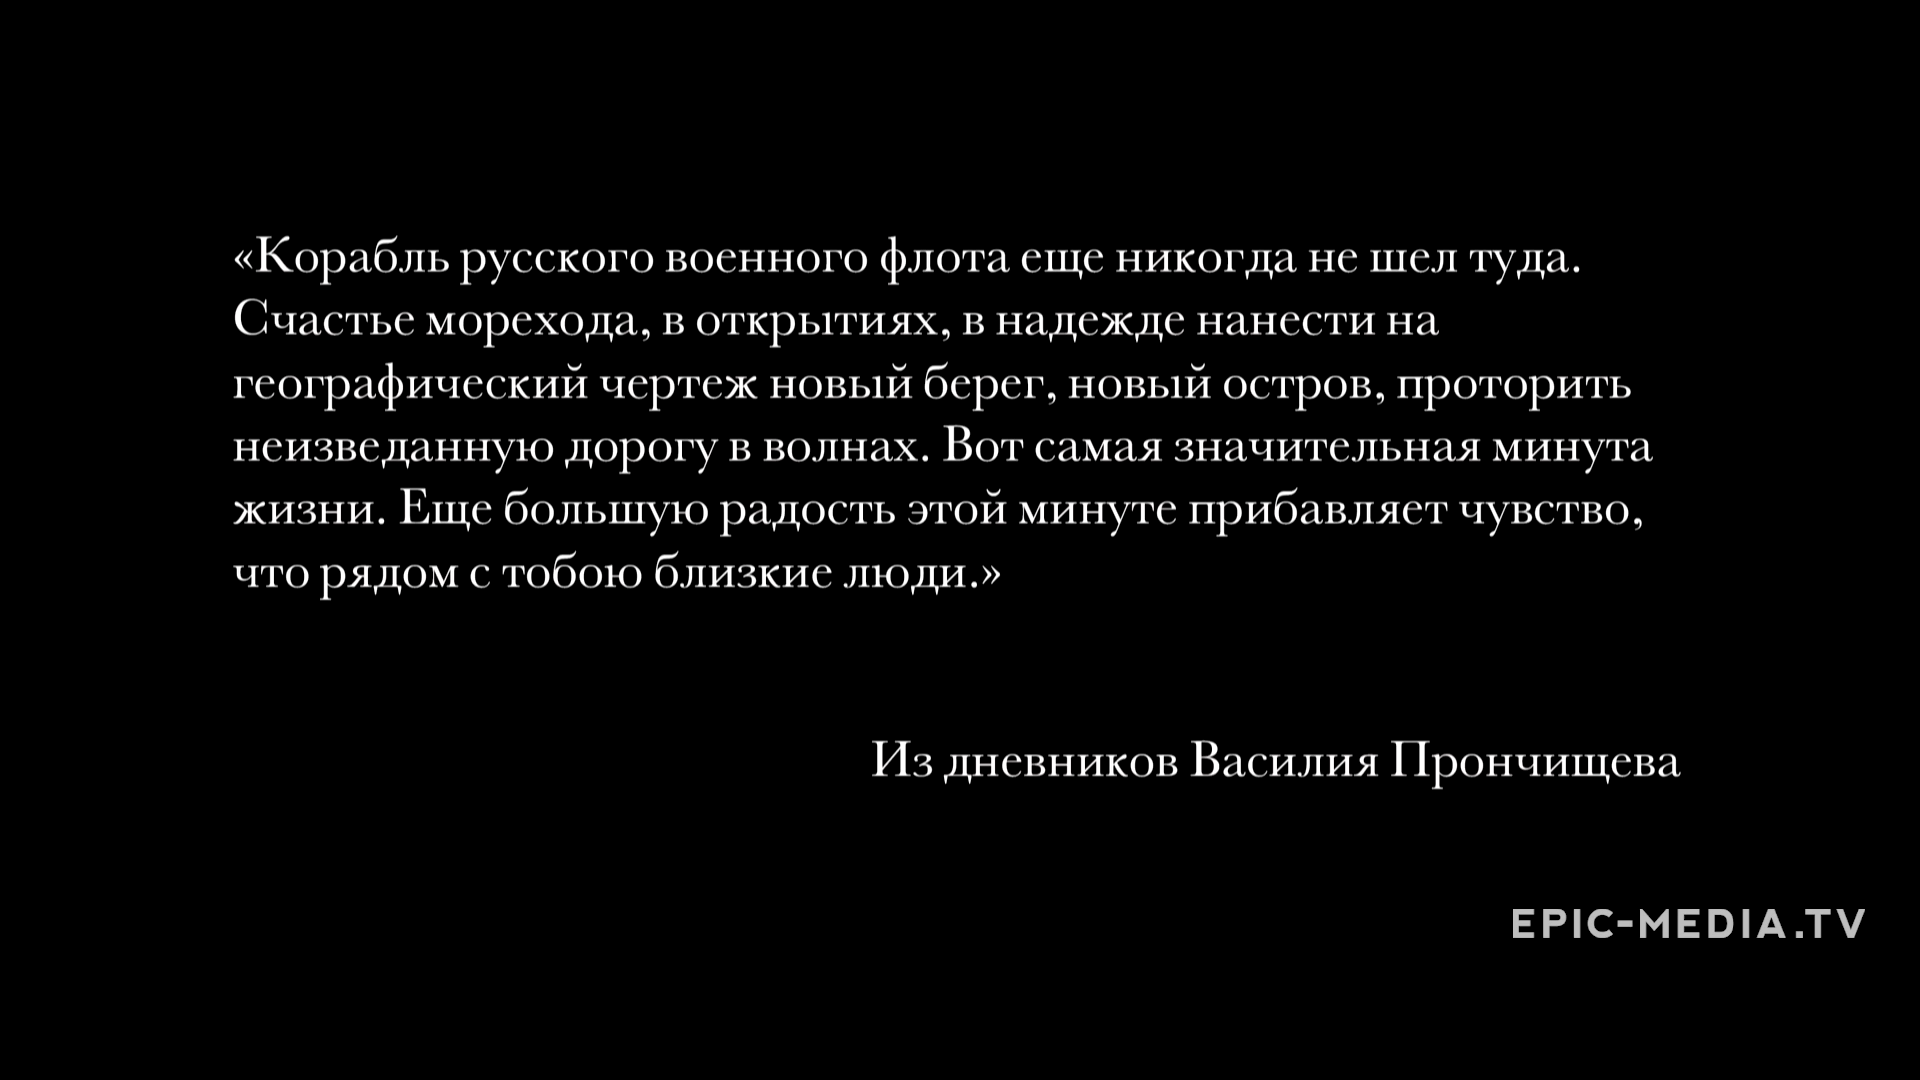 «Корабль русского военного флота еще никогда не шел туда.
Счастье морехода, в открытиях, в надежде нанести на
географический чертеж новый берег, новый остров, проторить
неизведанную дорогу в волнах. Вот самая значительная минута
жизни. Еще большую радость этой минуте прибавляет чувство,
что рядом с тобою близкие люди.»
Из дневников Василия Прончищева
EPIC-MEDIA.TV